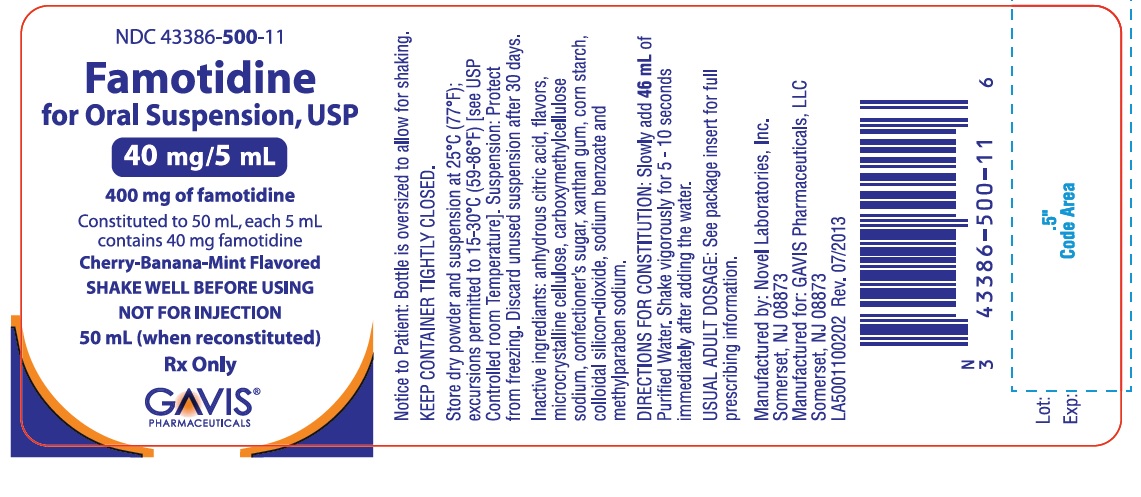 NDC 43386-500-11
Famotidine
for Oral Suspension, USP
40 mg/5 mL
400 mg of famotidine
Constituted to 50 mL, each 5 mL
contains 40 mg famotidine
Cherry-Banana-Mint Flavored
SHAKE WELL BEFORE USING
NOT FOR INJECTION
50 mL (when reconstituted)
Rx Only
GAVIS®
PHARMACEUTICALS
Notice to Patient: Bottle is oversized to allow for shaking.
KEEP CONTAINER TIGHTLY CLOSED.
Store dry powder and suspension at 25°C (77°F);
excursions permitted to 15-30°C (59-86°F) [see USP
Controlled room Temperature]. Suspension: Protect
from freezing. Discard unused suspension after 30 days.
Inactive ingrediants: anhydrous citric acid, flavors,
microcrystalline cellulose, carboxymethylcellulose
sodium, confectioner's sugar, xanthan gum, corn starch,
colloidal silicon-dioxide, sodium benzoate and
methylparaben sodium.
DIRECTIONS FOR CONSTITUTION: Slowly add 46 mL of
Purified Water. Shake vigorously for 5 - 10 seconds
immediately after adding the water.
USUAL ADULT DOSAGE: See package insert for full
prescribing information.
Manufactured by: Novel Laboratories, Inc.
Somerset, NJ 08873
Manufactured for: GAVIS Pharmaceuticals, LLC
Somerset, NJ 08873
LA5001100202 Rev. 07/2013
N
3 43386-500-11 6
.5"
Code Area
Lot:
Exp: